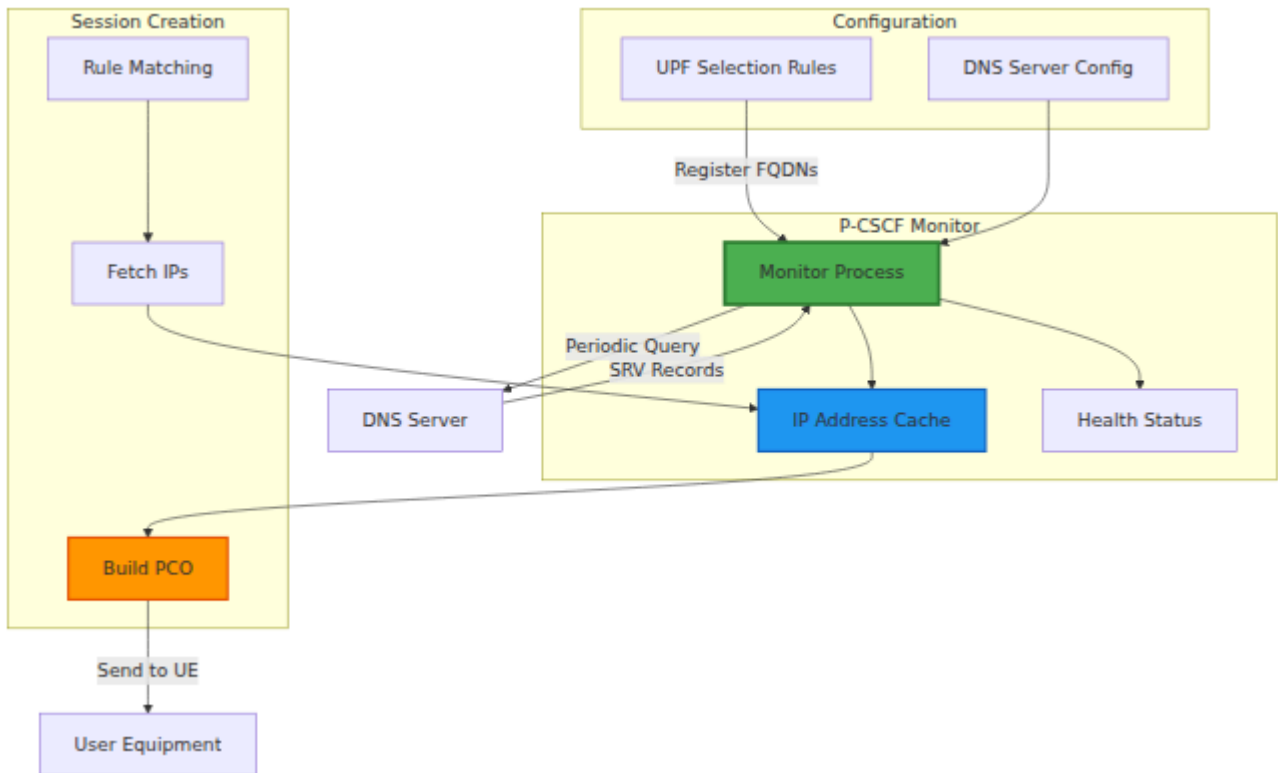 Session Creation
Configuration
Rule Matching
UPF Selection Rules
DNS Server Config
Register FQDNs
P-CSCF Monitor
Fetch IPs
Monitor Process
Periodic Query
SRV Records
DNS Server
IP Address Cache
Health Status
Build PCO
Send to UE
User Equipment